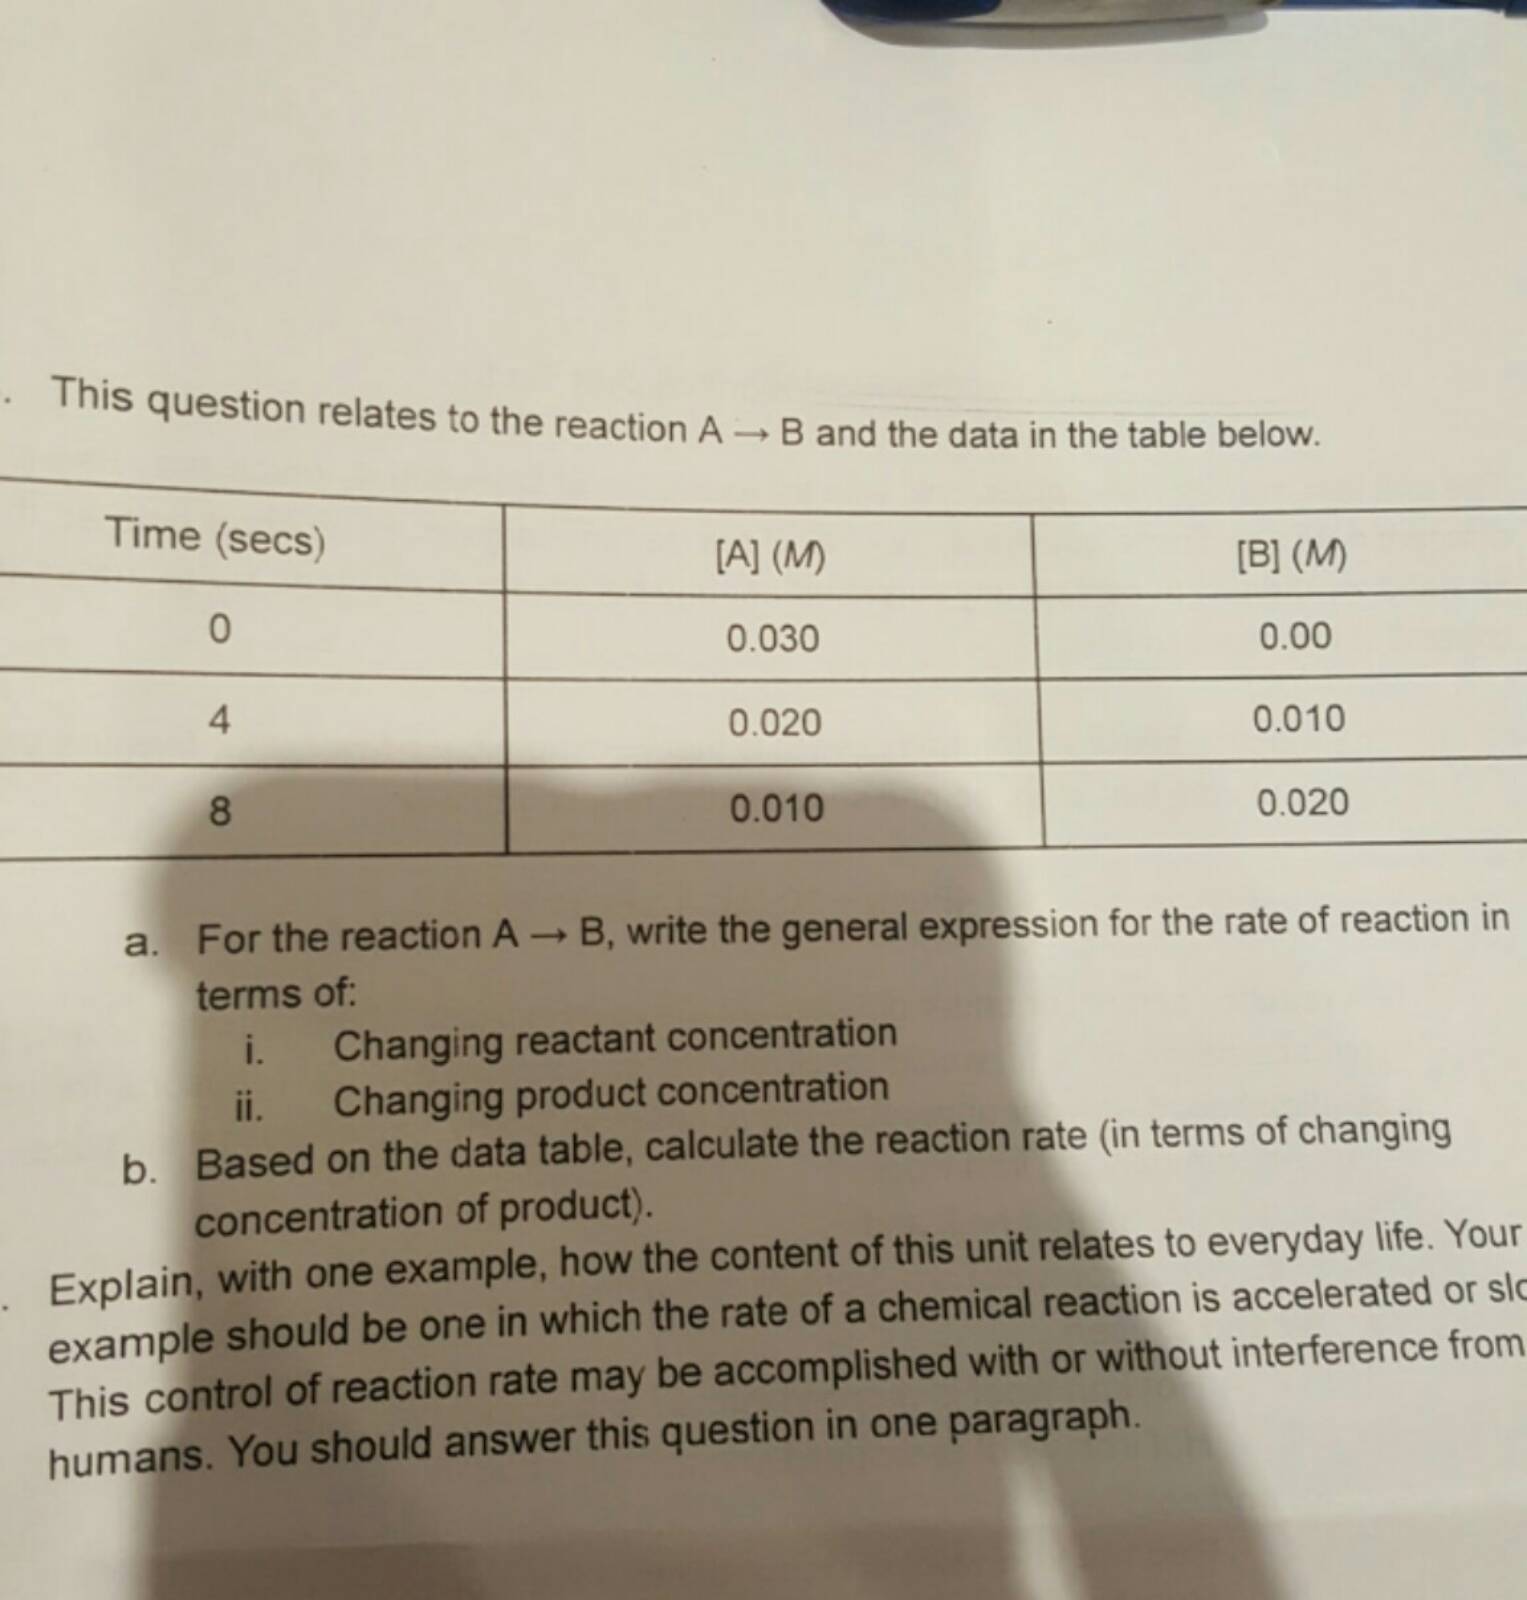 . This question relates to the reaction A → B and the data in the table below.
Time (secs) [A] (M) [B] (M)
0 0.030 0.00
4 0.020 0.010
8 0.010 0.020
a. For the reaction A → B, write the general expression for the rate of reaction in
terms of:
i. Changing reactant concentration
ii. Changing product concentration
b. Based on the data table, calculate the reaction rate (in terms of changing
concentration of product).
. Explain, with one example, how the content of this unit relates to everyday life. Your
example should be one in which the rate of a chemical reaction is accelerated or
This control of reaction rate may be accomplished with or without interference from
humans. You should answer this question in one paragraph.